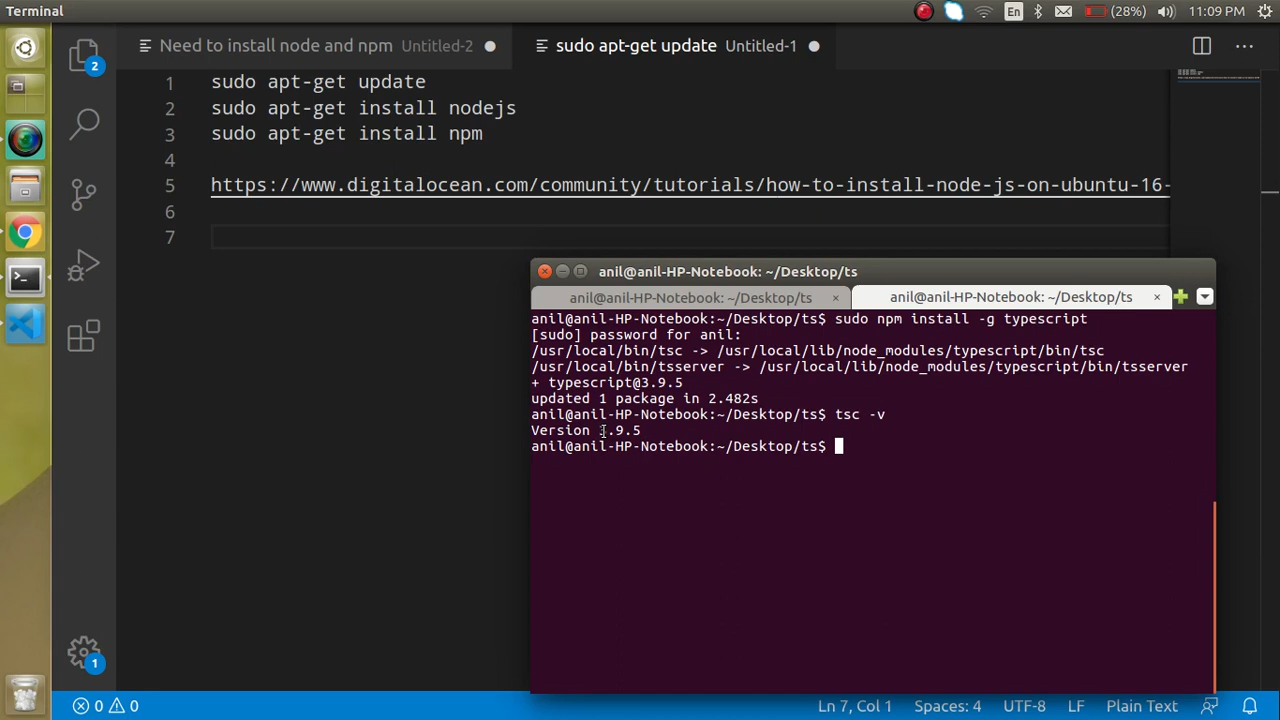 Terminal
En
(28%)
11:09 PM
Need to install node and npm Untitled-2
sudo apt-get update Untitled-1
2
1 sudo apt-get update
2 sudo apt-get install nodejs
3 sudo apt-get install npm
4
5 https://www.digitalocean.com/community/tutorials/how-to-install-node-js-on-ubuntu-16-
6
7
anil@anil-HP-Notebook: ~/Desktop/ts
anil@anil-HP-Notebook: ~/Desktop/ts × anil@anil-HP-Notebook: ~/Desktop/ts ×
anil@anil-HP-Notebook:~/Desktop/ts$ sudo npm install -g typescript
[sudo] password for anil:
/usr/local/bin/tsc -> /usr/local/lib/node_modules/typescript/bin/tsc
/usr/local/bin/tsserver -> /usr/local/lib/node_modules/typescript/bin/tsserver
+ typescript@3.9.5
updated 1 package in 2.482s
anil@anil-HP-Notebook:~/Desktop/ts$ tsc -v
Version 3.9.5
anil@anil-HP-Notebook:~/Desktop/ts$
1
0 0 Ln 7, Col 1 Spaces: 4 UTF-8 LF Plain Text